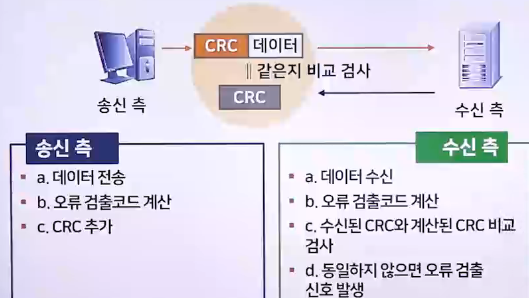 CRC 데이터
같은지 비교 검사
CRC
송신 측
수신 측
송신 측
a. 데이터 전송
b. 오류 검출코드 계산
c. CRC 추가
수신 측
a. 데이터 수신
b. 오류 검출코드 계산
c. 수신된 CRC와 계산된 CRC 비교
검사
d. 동일하지 않으면 오류 검출
신호 발생